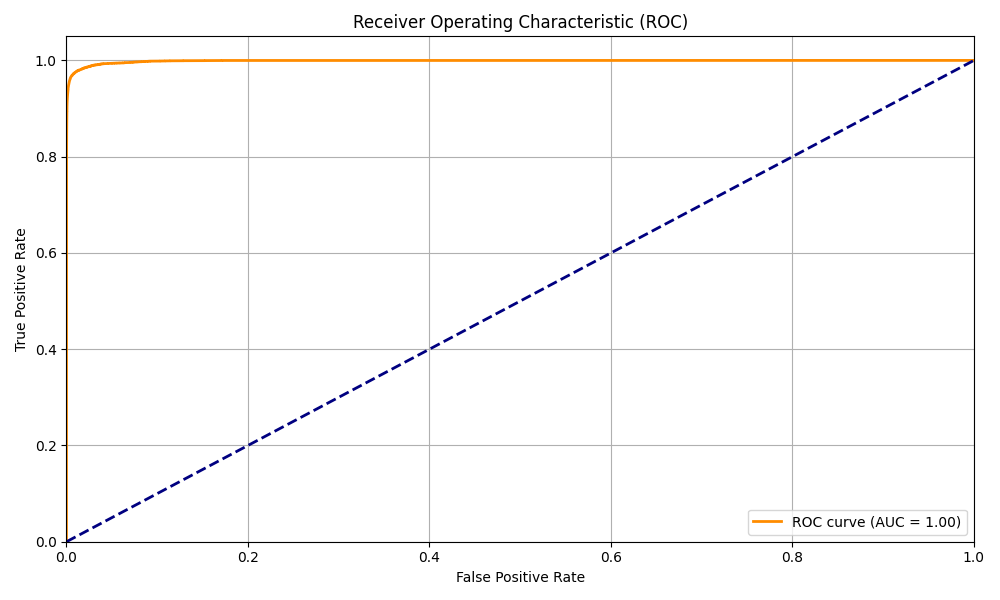 Receiver Operating Characteristic (ROC)
True Positive Rate
1.0
0.8
0.6
0.4
0.2
0.0
ROC curve (AUC = 1.00)
0.0 0.2 0.4 0.6 0.8 1.0
False Positive Rate